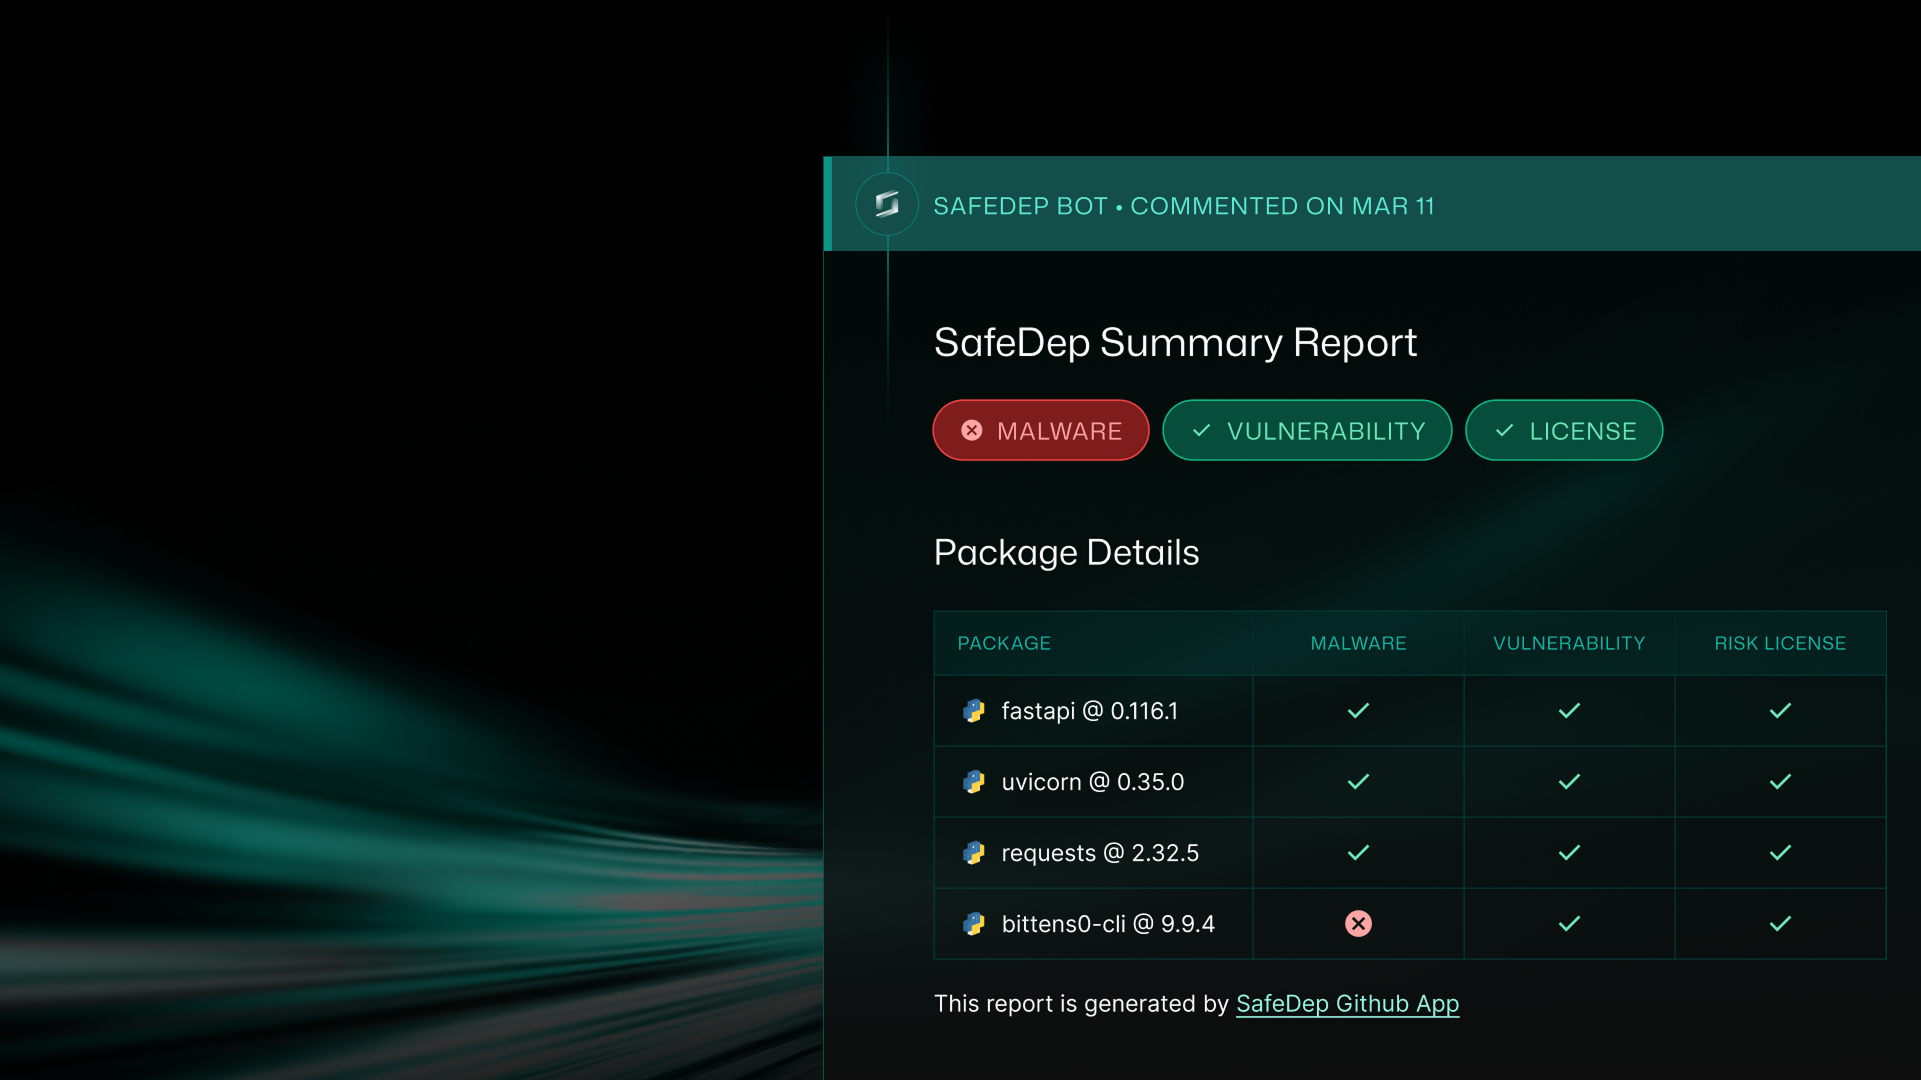 SAFEDEP BOT • COMMENTED ON MAR 11
SafeDep Summary Report
MALWARE VULNERABILITY LICENSE
Package Details
PACKAGE MALWARE VULNERABILITY RISK LICENSE
fastapi @ 0.116.1
uvicorn @ 0.35.0
requests @ 2.32.5
bittens0-cli @ 9.9.4
This report is generated by SafeDep Github App